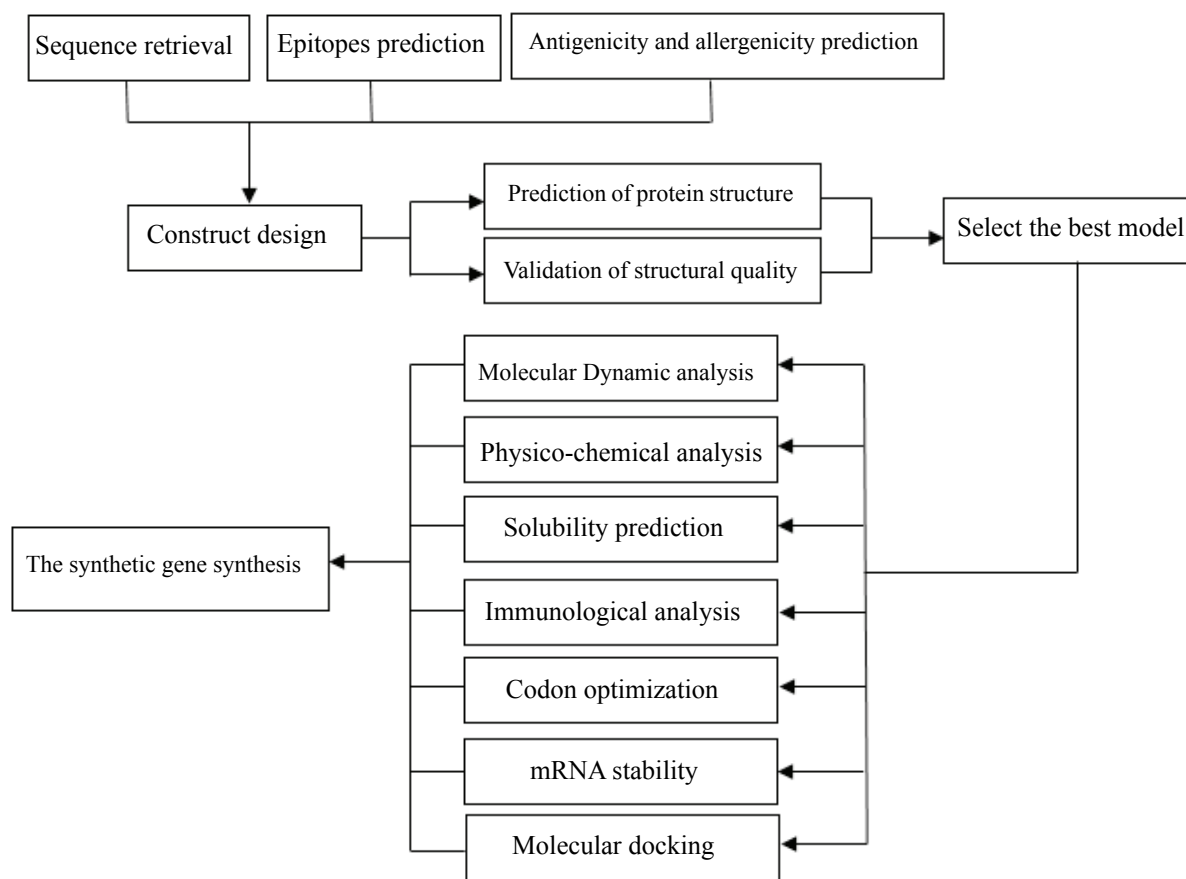 Sequence retrieval
Epitopes prediction
Antigenicity and allergenicity prediction
Construct design
Prediction of protein structure
Validation of structural quality
Select the best model
Molecular Dynamic analysis
Physico-chemical analysis
Solubility prediction
The synthetic gene synthesis
Immunological analysis
Codon optimization
mRNA stability
Molecular docking